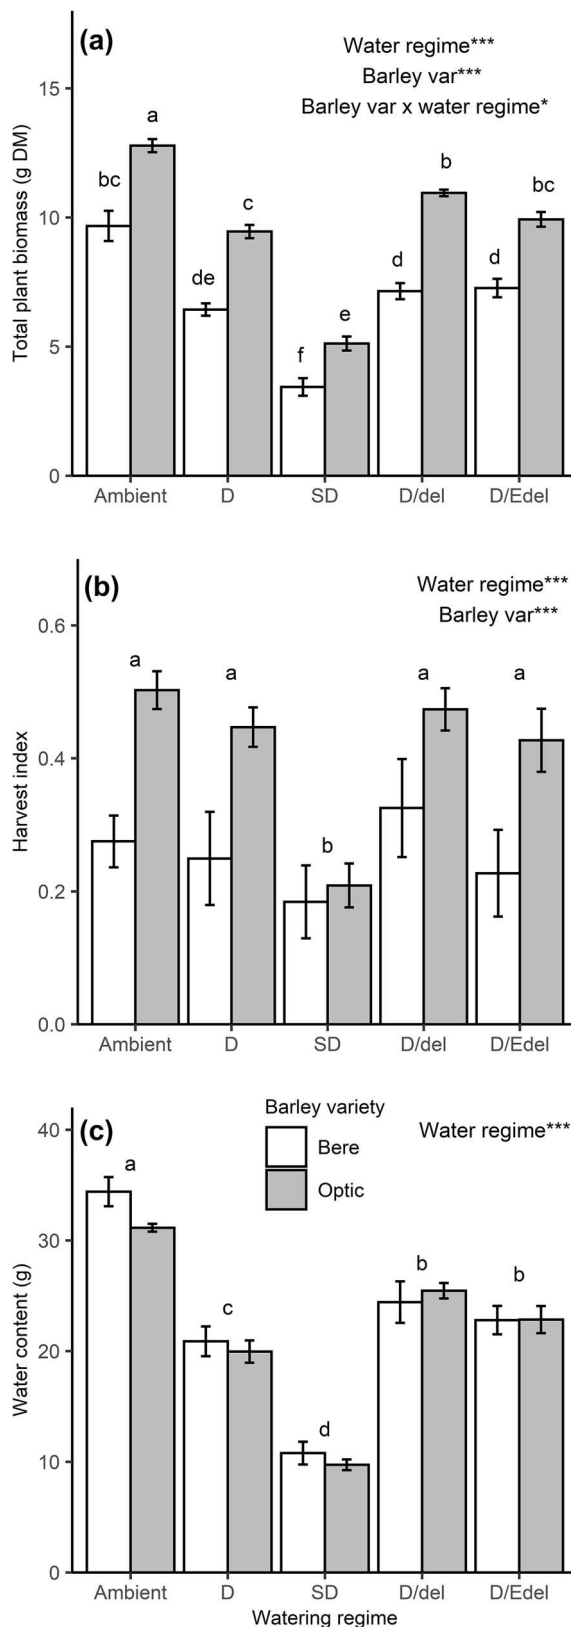 (a)
Water regime***
Barley var***
Barley var x water regime*
Total plant biomass (g DM)
15
10
5
0
bc
a
de
c
f
e
d
b
d
bc
Ambient D SD D/del D/Edel
(b)
Water regime***
Barley var***
Harvest index
0.6
0.4
0.2
0.0
a
a
b
a
a
Ambient D SD D/del D/Edel
(c)
Barley variety
Bere
Optic
Water regime***
Water content (g)
40
30
20
10
0
a
c
d
b
b
Ambient D SD D/del D/Edel
Watering regime